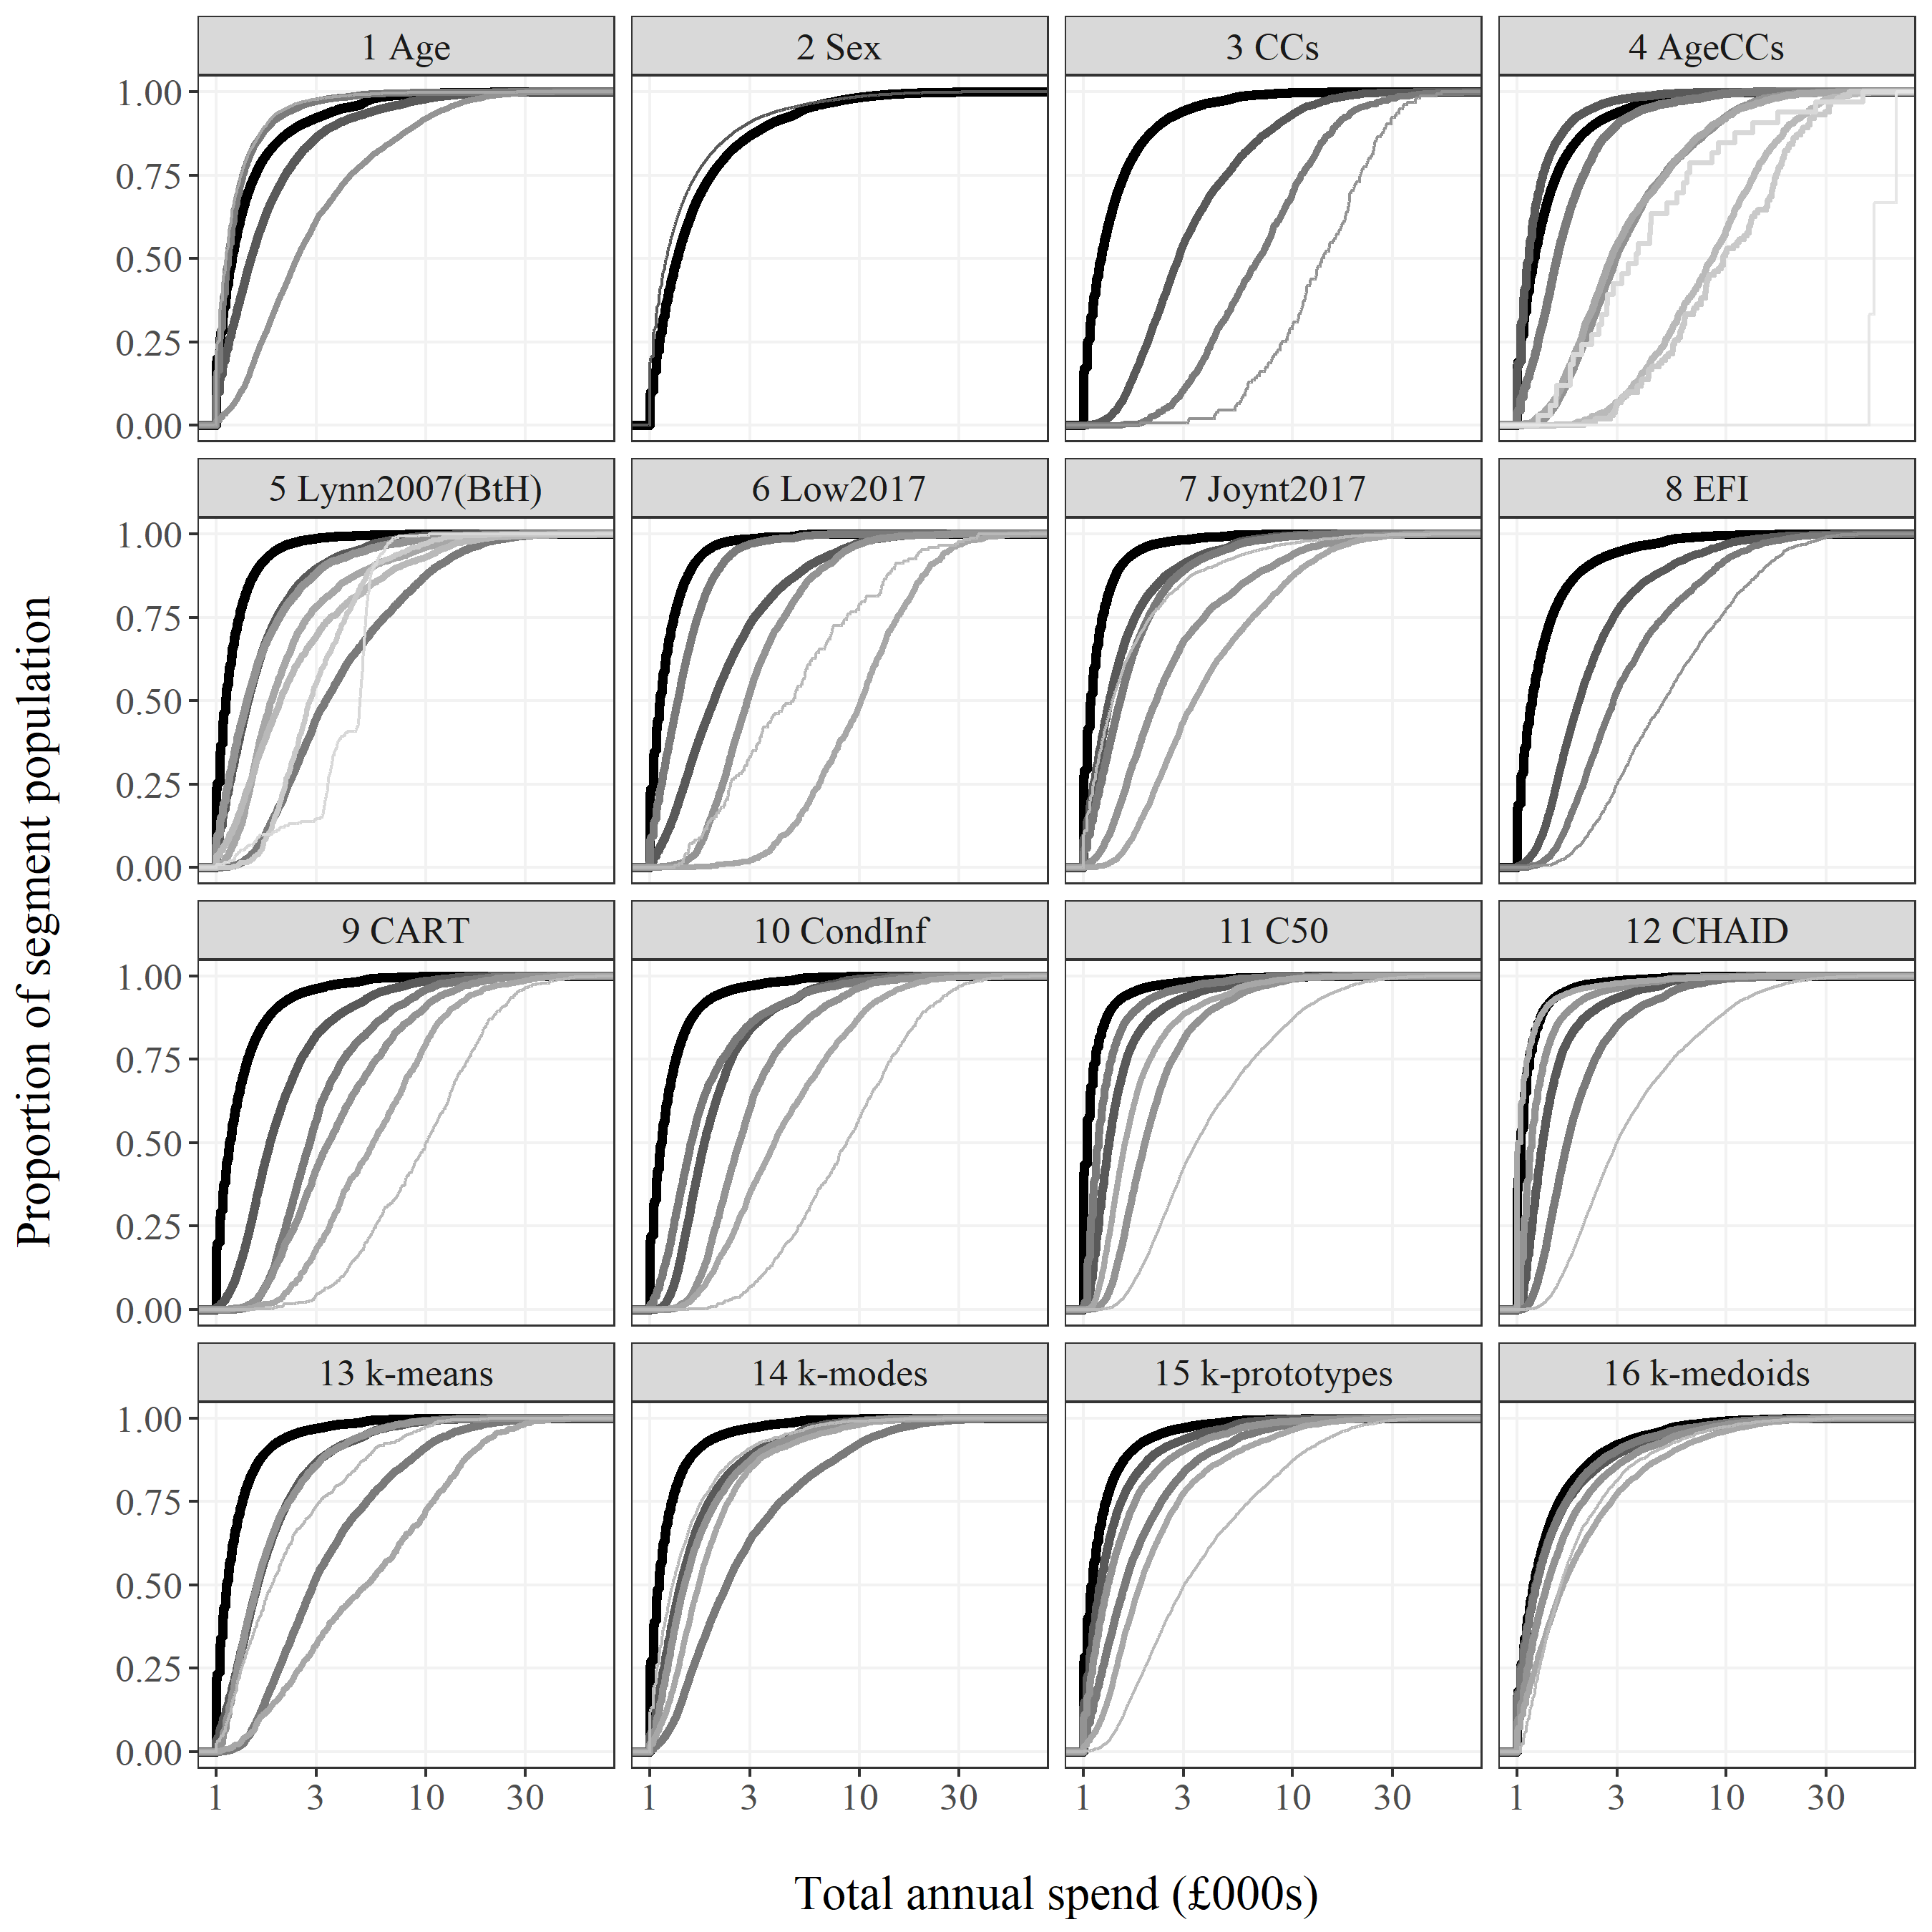 1 Age
2 Sex
3 CCs
4 AgeCCs
1.00
0.75
0.50
0.25
0.00
5 Lynn2007(BtH)
6 Low2017
7 Joynt2017
8 EFI
1.00
0.75
0.50
0.25
0.00
9 CART
10 CondInf
11 C50
12 CHAID
1.00
0.75
0.50
0.25
0.00
13 k-means
14 k-modes
15 k-prototypes
16 k-medoids
1.00
0.75
0.50
0.25
0.00
1 3 10 30
1 3 10 30
1 3 10 30
1 3 10 30
Proportion of segment population
Total annual spend (£000s)